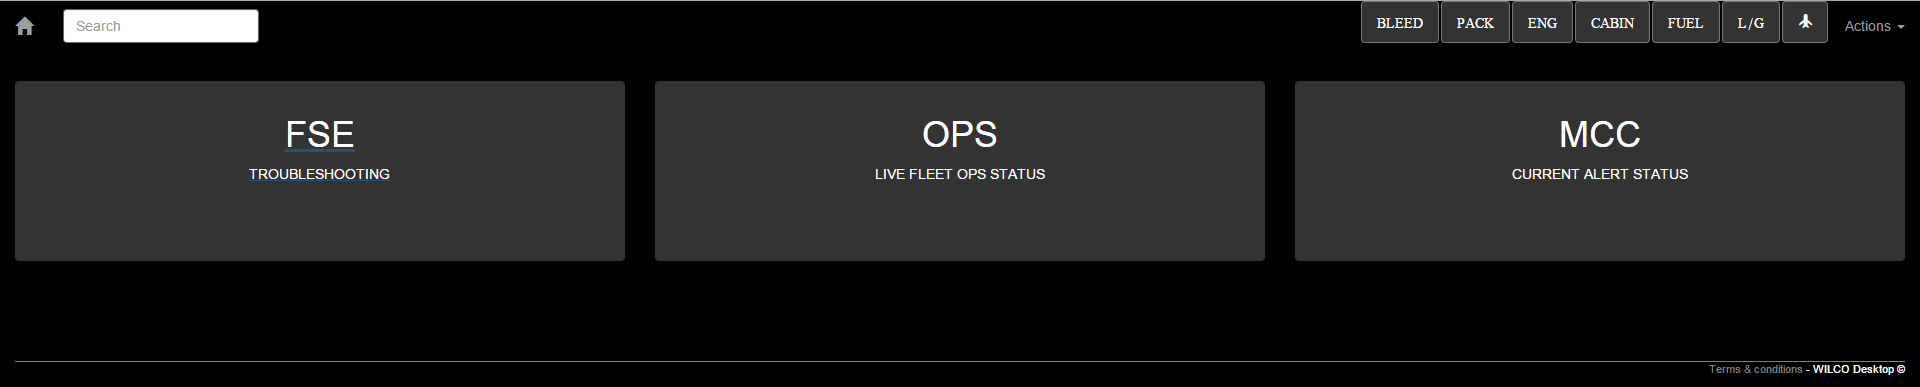 Search
BLEED PACK ENG CABIN FUEL L/G Actions
FSE
TROUBLESHOOTING
OPS
LIVE FLEET OPS STATUS
MCC
CURRENT ALERT STATUS
Terms & conditions - WILCO Desktop ©